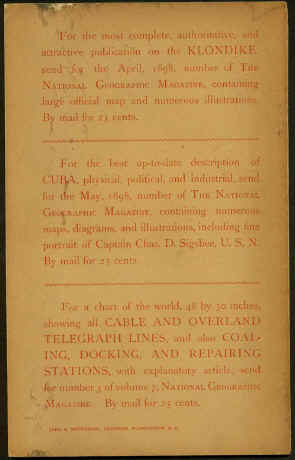 For the most complete, authoritative, and
attractive publication on the KLONDIKE
send for the April, 1898, number of THE
NATIONAL GEOGRAPHIC MAGAZINE, containing
large official map and numerous illustrations.
By mail for 25 cents.
For the best up-to-date description of
CUBA, physical, political, and industrial, send
for the May, 1898, number of THE NATIONAL
GEOGRAPHIC MAGAZINE, containing numerous
maps, diagrams, and illustrations, including fine
portrait of Captain Chas. D. Sigsbee, U. S. N.
By mail for 25 cents
For a chart of the world, 48 by 30 inches,
showing all CABLE AND OVERLAND
TELEGRAPH LINES, and also COAL-
ING, DOCKING, AND REPAIRING
STATIONS, with explanatory article, send
for number 3 of volume 7, NATIONAL GEOGRAPHIC
MAGAZINE. By mail for 25 cents.
PRINTERS, WASHINGTON, D. C.